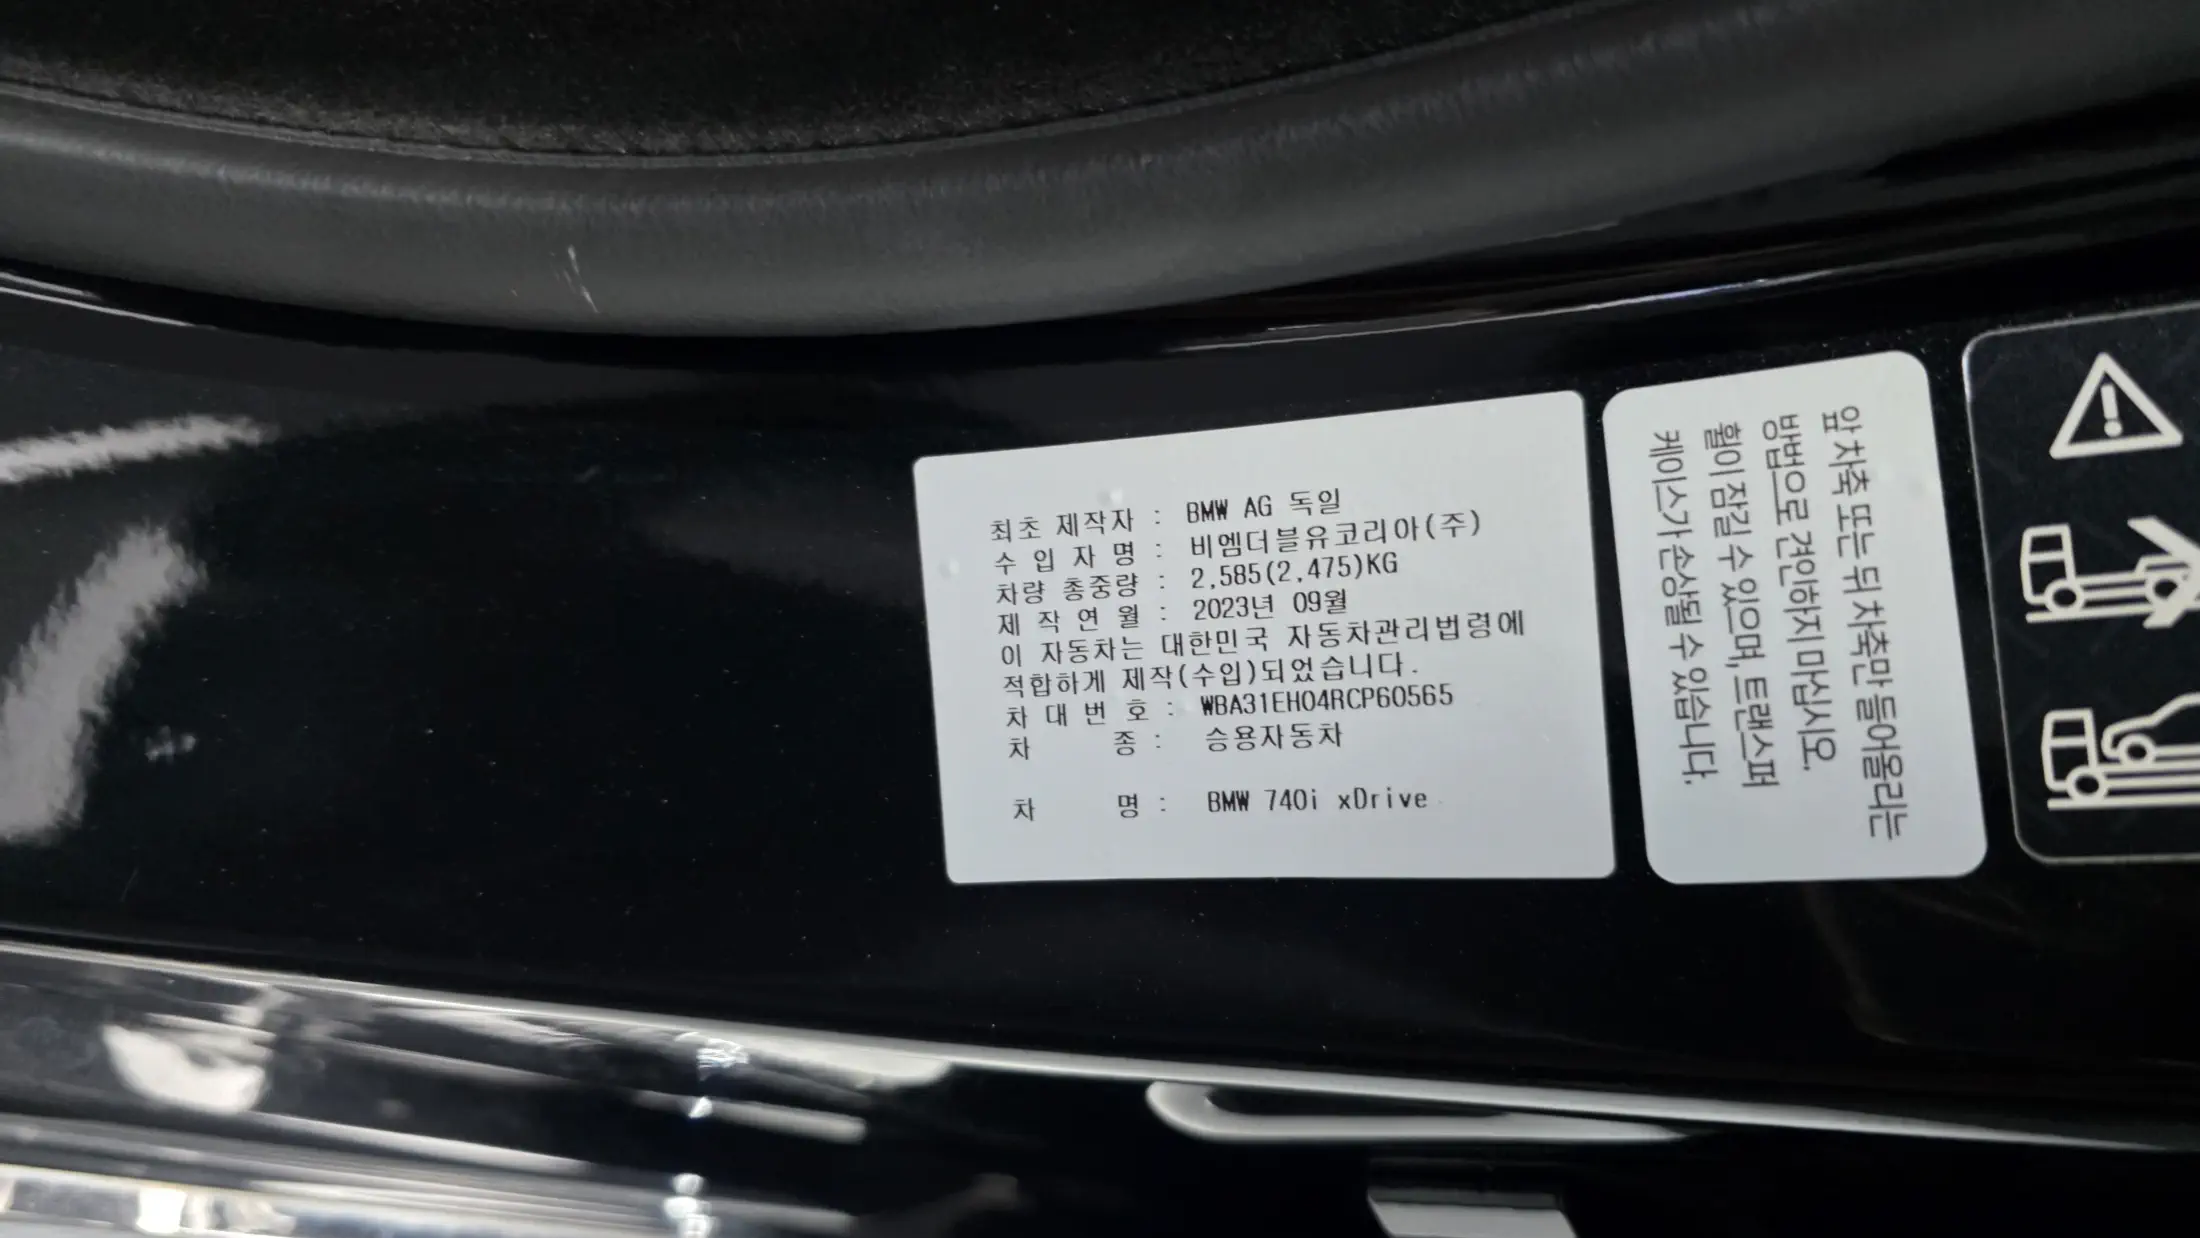 최초 제작자 : BMW AG 독일
수 입 자 명 : 비엠더블유코리아(주)
차량 총중량 : 2,585(2,475)KG
제 작 연 월 : 2023년 09월
이 자동차는 대한민국 자동차관리법령에
적합하게 제작(수입)되었습니다.
차 대 번 호 : WBA31EH04RCP60565
차 종 : 승용자동차
차 명 : BMW 740i xDrive
앞 차축 또는 뒤 차축만 들어올리는
방법으로 견인하지 마십시오.
휠이 잠길 수 있으며, 트랜스퍼
케이스가 손상될 수 있습니다.